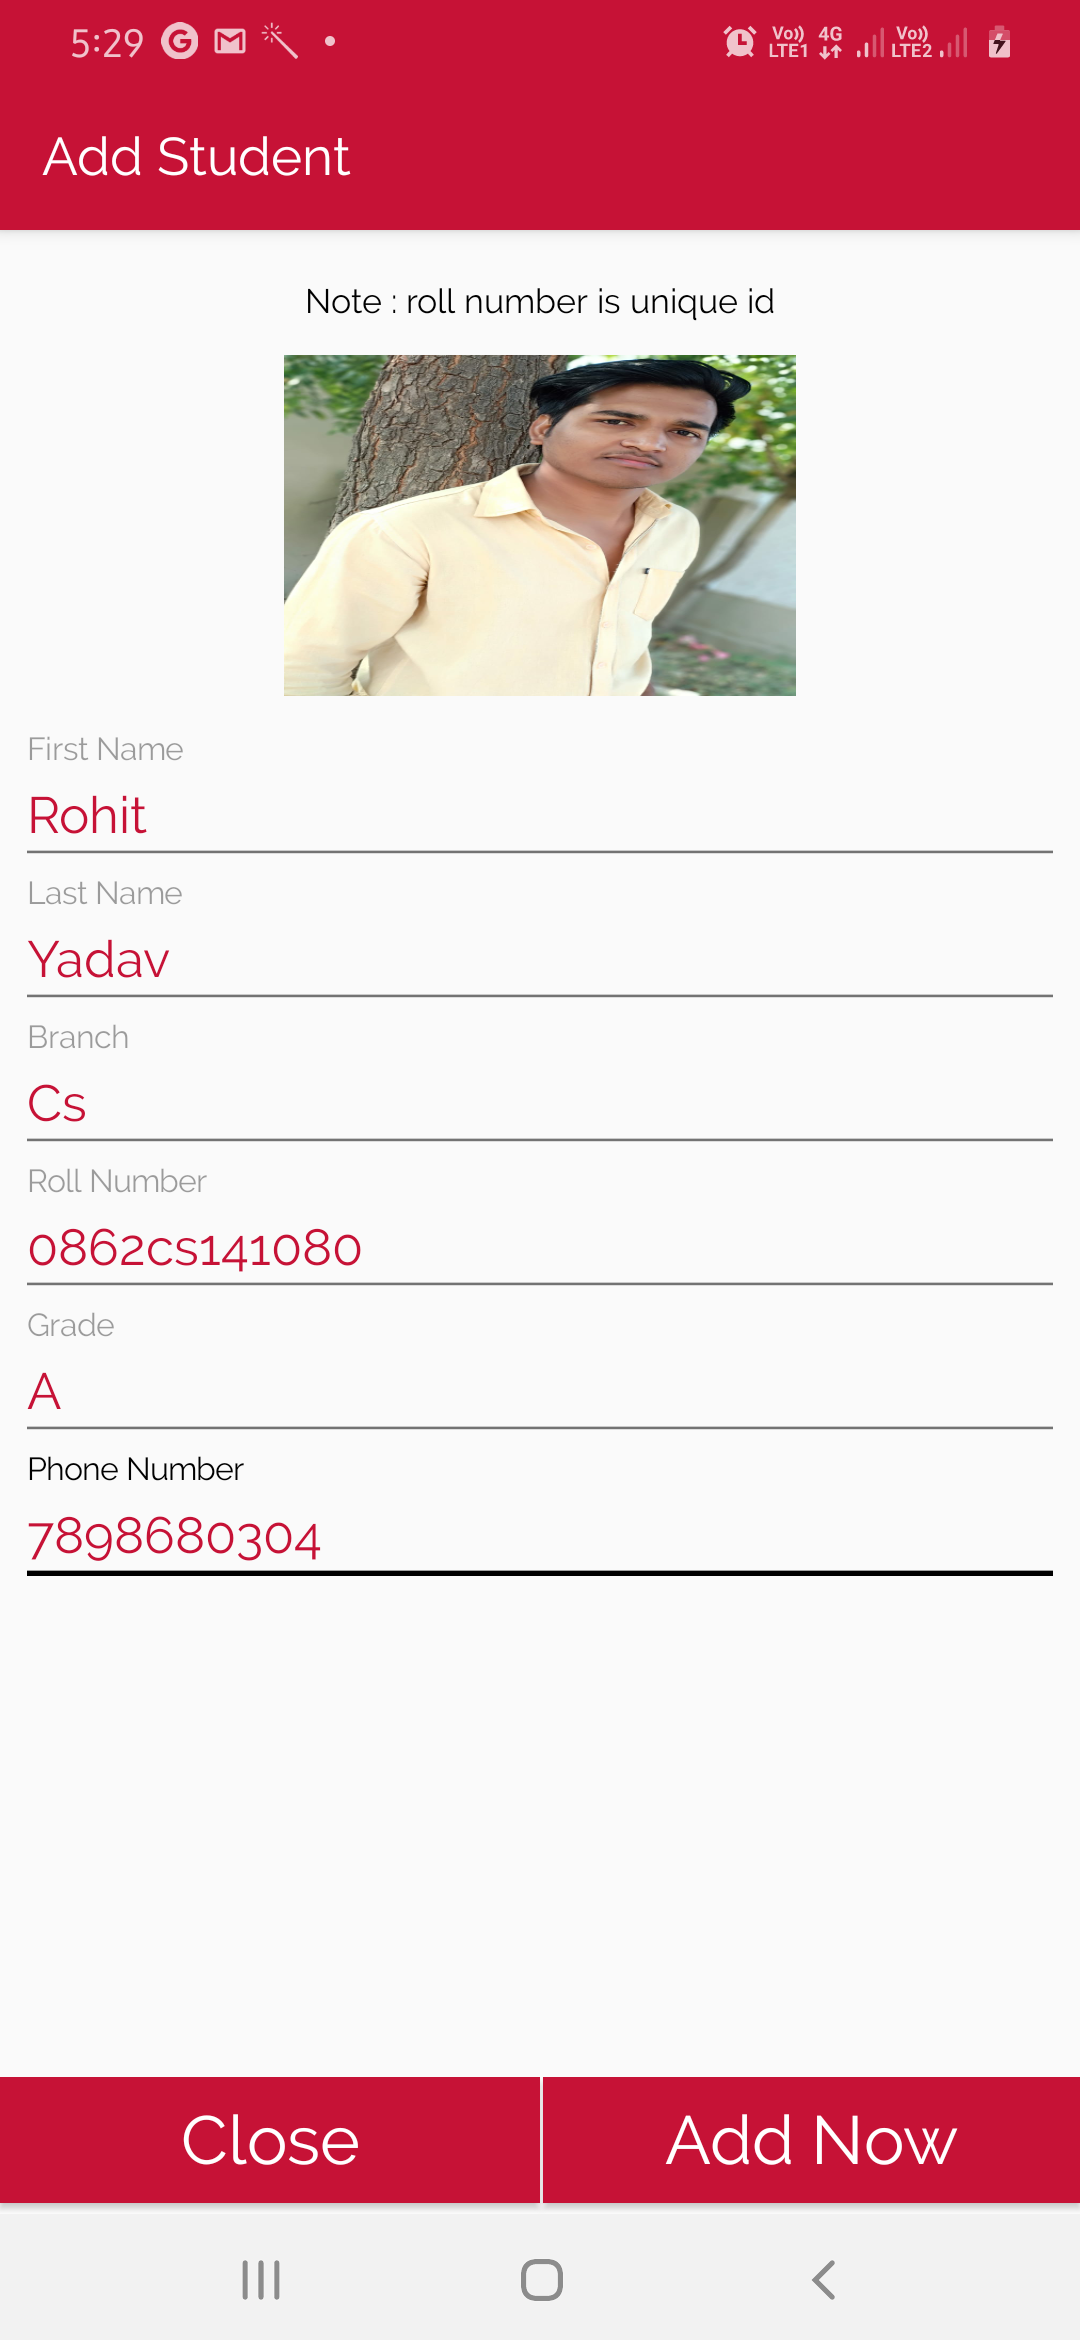 5:29
Vo)) LTE1 4G Vo)) LTE2
Add Student
Note : roll number is unique id
First Name
Rohit
Last Name
Yadav
Branch
Cs
Roll Number
0862cs141080
Grade
A
Phone Number
7898680304
Close
Add Now